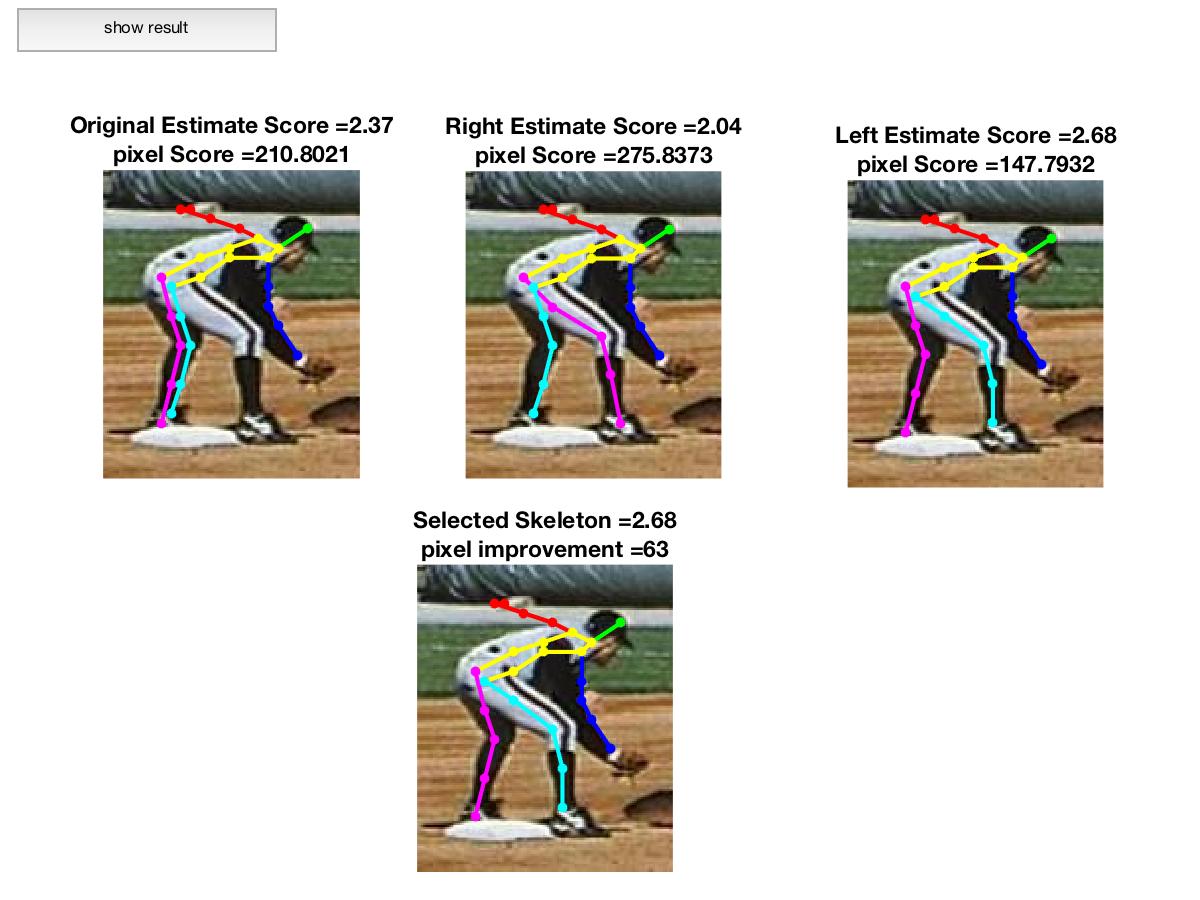 show result
Original Estimate Score =2.37
pixel Score =210.8021
Right Estimate Score =2.04
pixel Score =275.8373
Left Estimate Score =2.68
pixel Score =147.7932
Selected Skeleton =2.68
pixel improvement =63